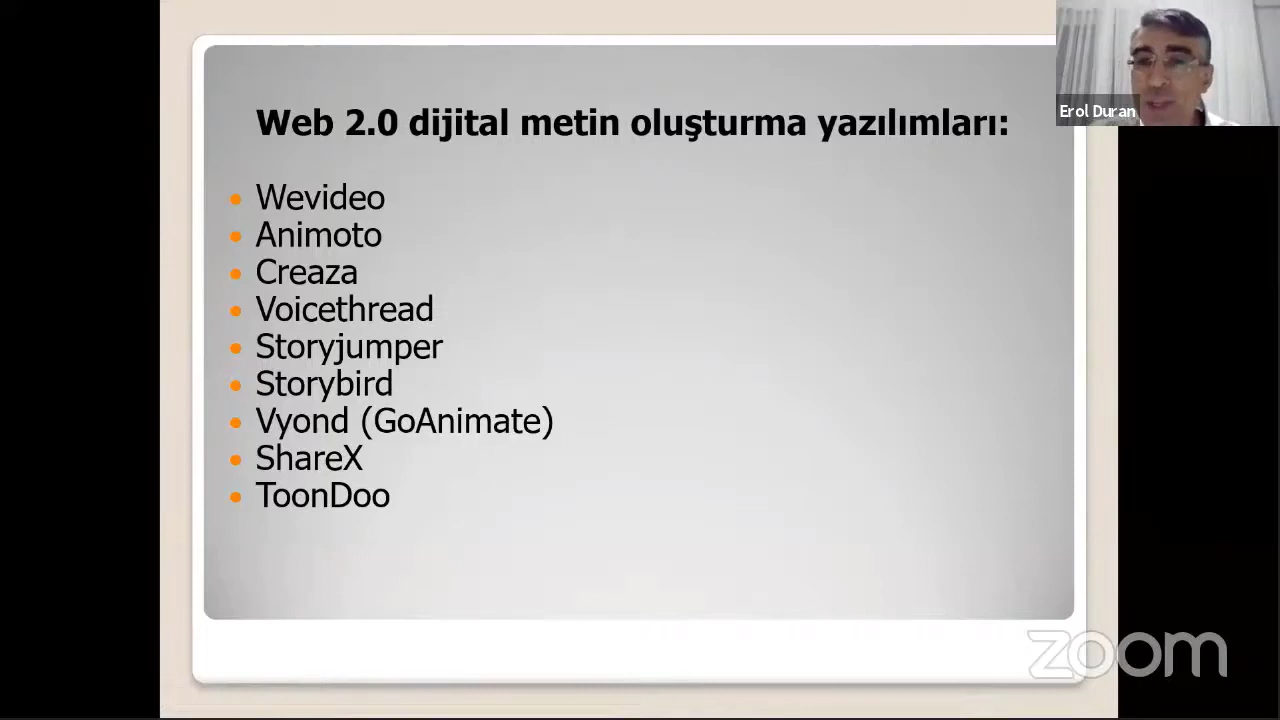 Web 2.0 dijital metin oluşturma yazılımları:
Wevideo
Animoto
Creaza
Voicethread
Storyjumper
Storybird
Vyond (GoAnimate)
ShareX
ToonDoo
Erol Duran
zoom